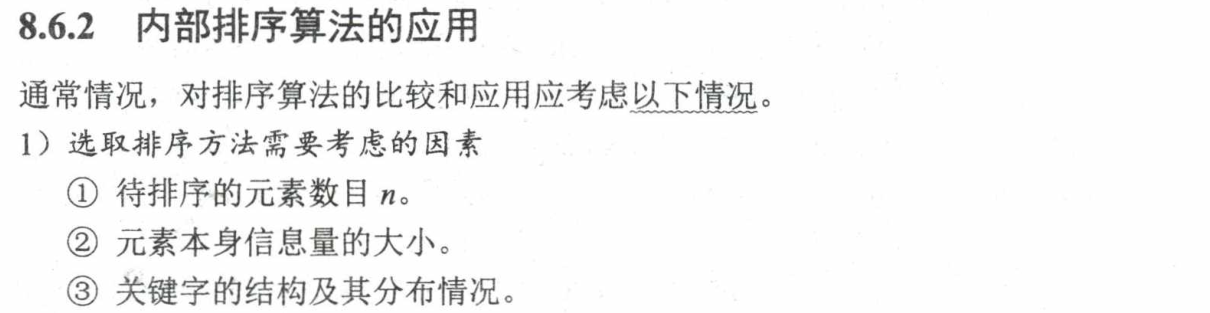 8.6.2 内部排序算法的应用
通常情况，对排序算法的比较和应用应考虑以下情况。
1）选取排序方法需要考虑的因素
① 待排序的元素数目 n。
② 元素本身信息量的大小。
③ 关键字的结构及其分布情况。